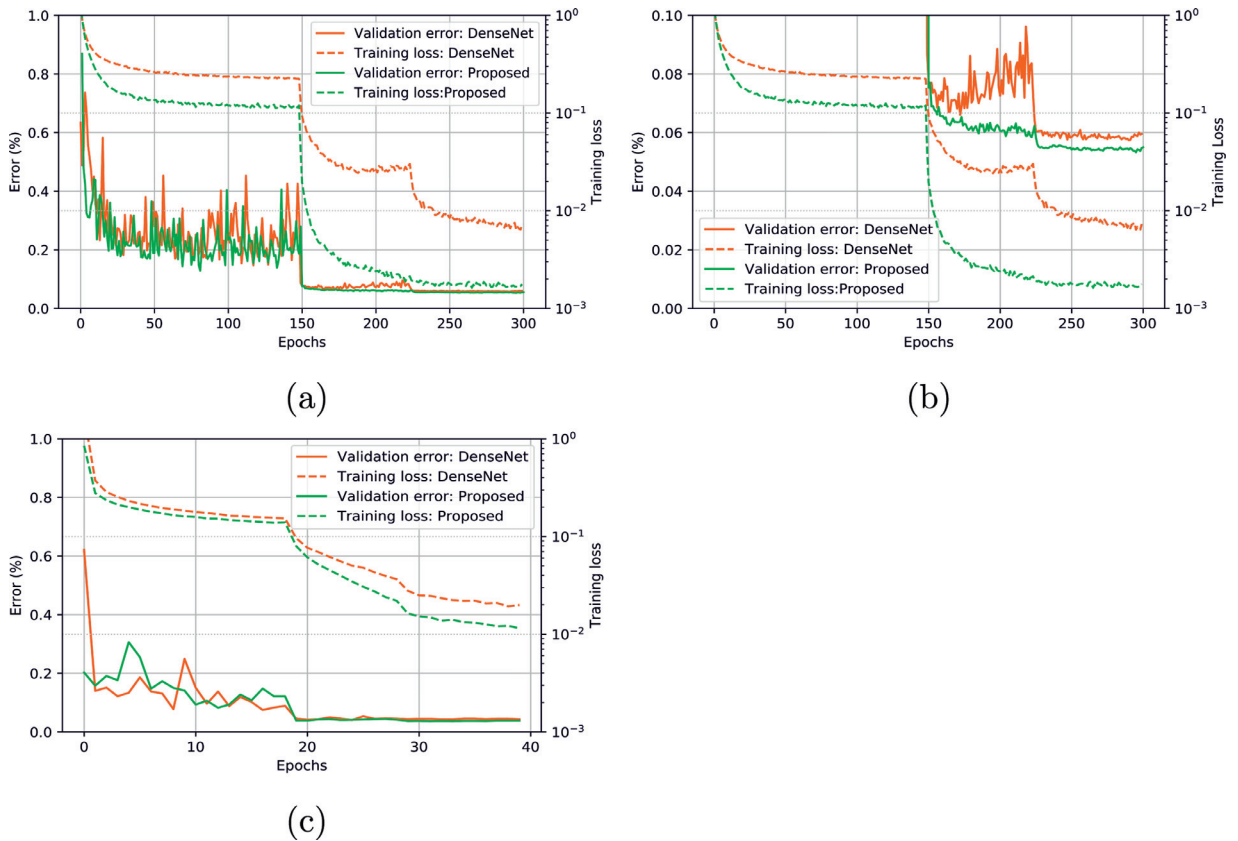 1.0
0.8
0.6
0.4
0.2
0.0
Error (%)
0
50
100
150
200
250
300
Epochs
10⁰
10⁻¹
10⁻²
10⁻³
Training loss
Validation error: DenseNet
Training loss: DenseNet
Validation error: Proposed
Training loss:Proposed
(a)
0.10
0.08
0.06
0.04
0.02
0.00
Error (%)
0
50
100
150
200
250
300
Epochs
10⁰
10⁻¹
10⁻²
10⁻³
Training Loss
Validation error: DenseNet
Training loss: DenseNet
Validation error: Proposed
Training loss:Proposed
(b)
1.0
0.8
0.6
0.4
0.2
0.0
Error (%)
0
10
20
30
40
Epochs
10⁰
10⁻¹
10⁻²
10⁻³
Training loss
Validation error: DenseNet
Training loss: DenseNet
Validation error: Proposed
Training loss: Proposed
(c)